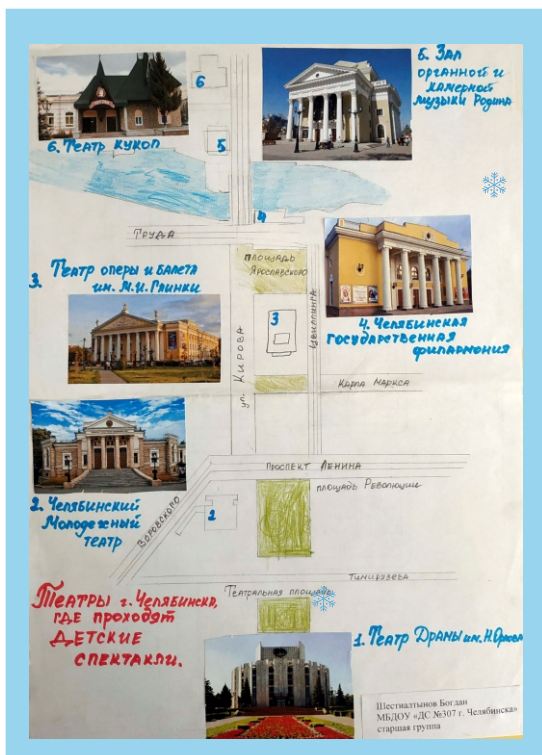 6
5. Зал
органной и
камерной
музыки Родина
6. Театр кукол
5
4
Труда
площадь
Ярославского
3. Театр оперы и балета
им. М.И. Глинки
3
Цвиллинга
ул. Кирова
4. Челябинская
государственная
филармония
Карла Маркса
Проспект Ленина
площадь Революции
2. Челябинский
Молодежный
театр
Воровского
2
Тимирязева
Театральная площадь
Театры г. Челябинска,
где проходят
детские
спектакли.
1. Театр Драмы им. Н. Орлова
Шестиалтынов Богдан
МБДОУ «ДС №307 г. Челябинска»
старшая группа